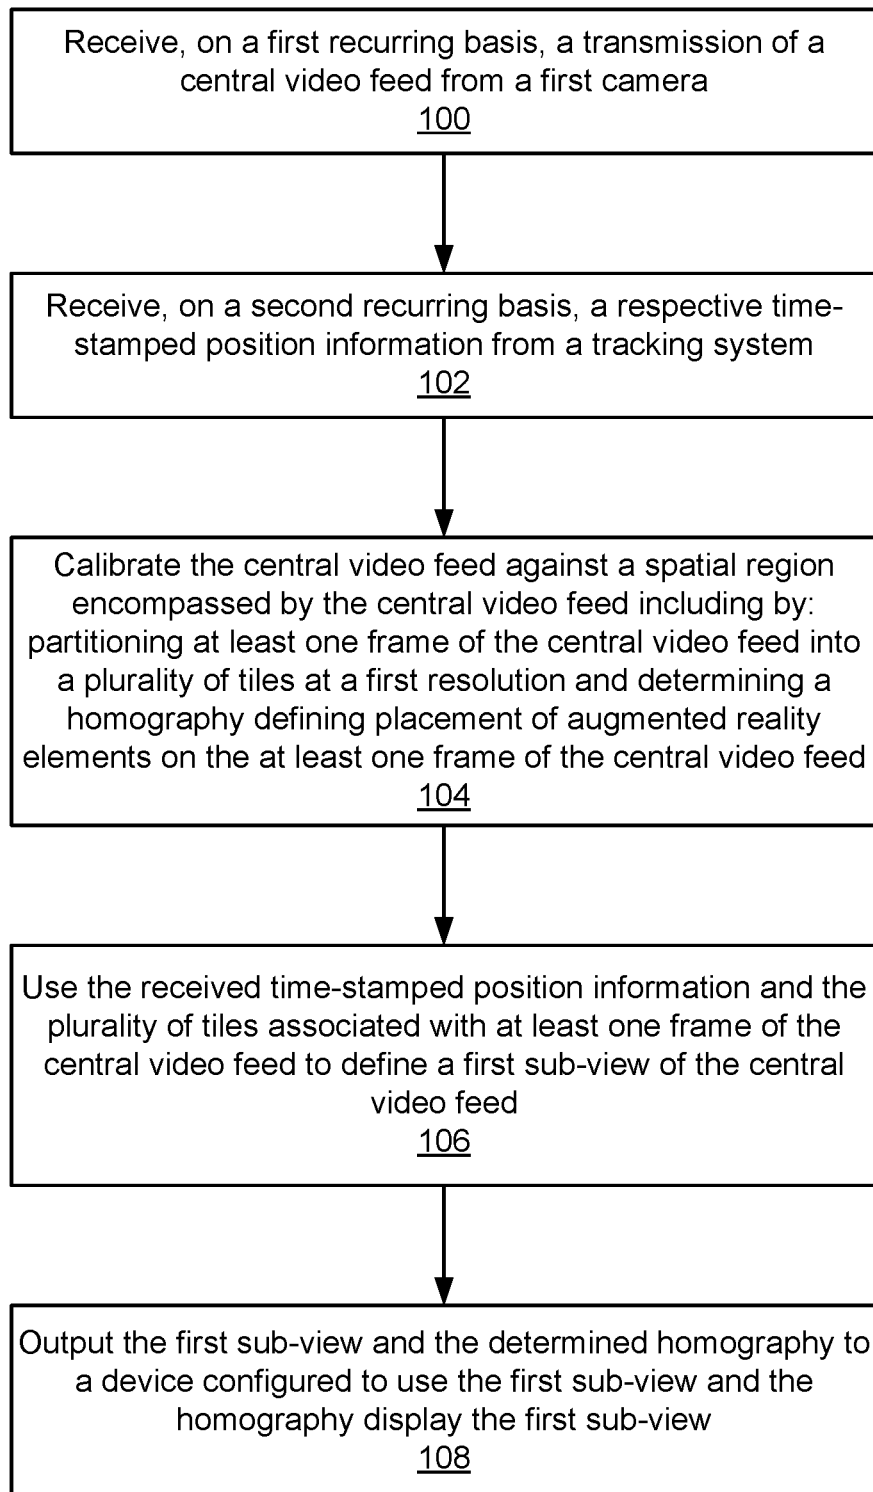 Receive, on a first recurring basis, a transmission of a
central video feed from a first camera
100
Receive, on a second recurring basis, a respective time-
stamped position information from a tracking system
102
Calibrate the central video feed against a spatial region
encompassed by the central video feed including by:
partitioning at least one frame of the central video feed into
a plurality of tiles at a first resolution and determining a
homography defining placement of augmented reality
elements on the at least one frame of the central video feed
104
Use the received time-stamped position information and the
plurality of tiles associated with at least one frame of the
central video feed to define a first sub-view of the central
video feed
106
Output the first sub-view and the determined homography to
a device configured to use the first sub-view and the
homography display the first sub-view
108